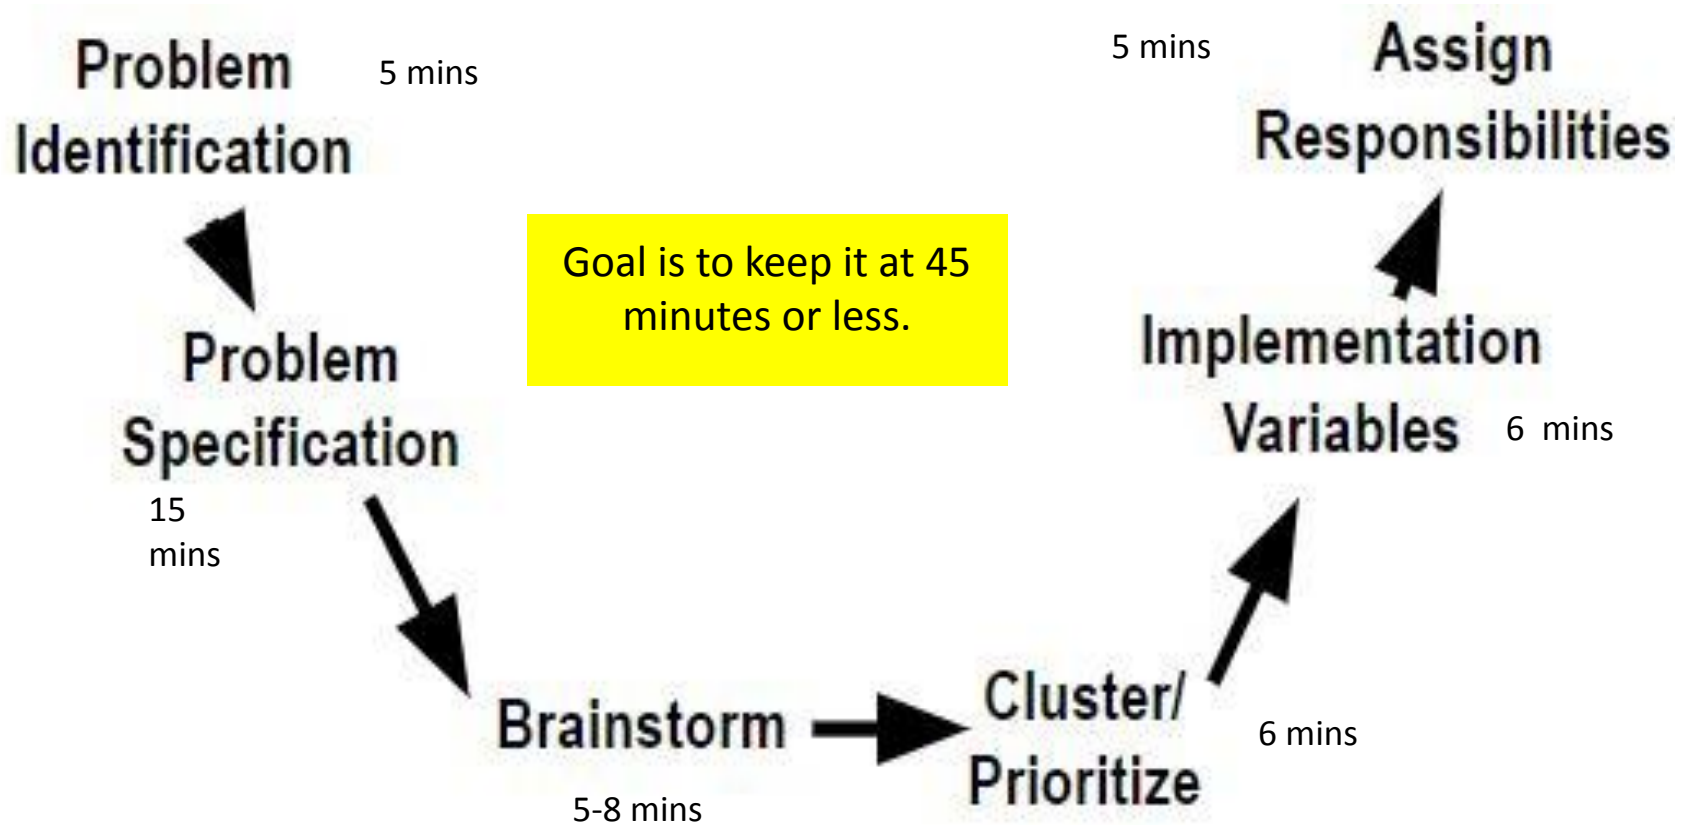 Problem
Identification
5 mins
Problem
Specification
15
mins
Brainstorm
5-8 mins
Cluster/
Prioritize
6 mins
Implementation
Variables
6 mins
Assign
Responsibilities
5 mins
Goal is to keep it at 45
minutes or less.